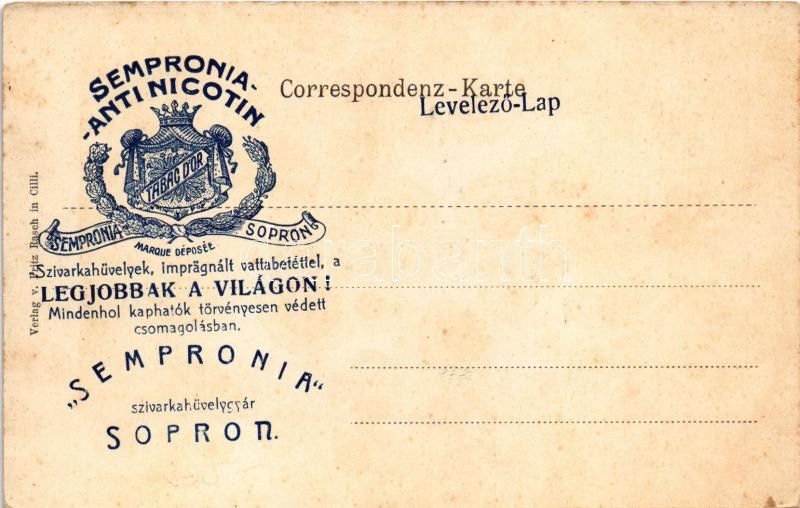 SEMPRONIA-
-ANTI NICOTIN
TABAC D'OR
SEMPRONIA SOPRON
MARQUE DÉPOSÉE
Szivarkahüvelyek, imprägnált vattabetéttel, a
LEGJOBBAK A VILÁGON!
Mindenhol kaphatók törvényesen védett
csomagolásban.
„SEMPRONIA“
szivarkahüvelygyár
SOPRON.
Correspondenz-Karte
Levelező-Lap
Verlag v. Fritz Rasch in Cilli.
darabanth